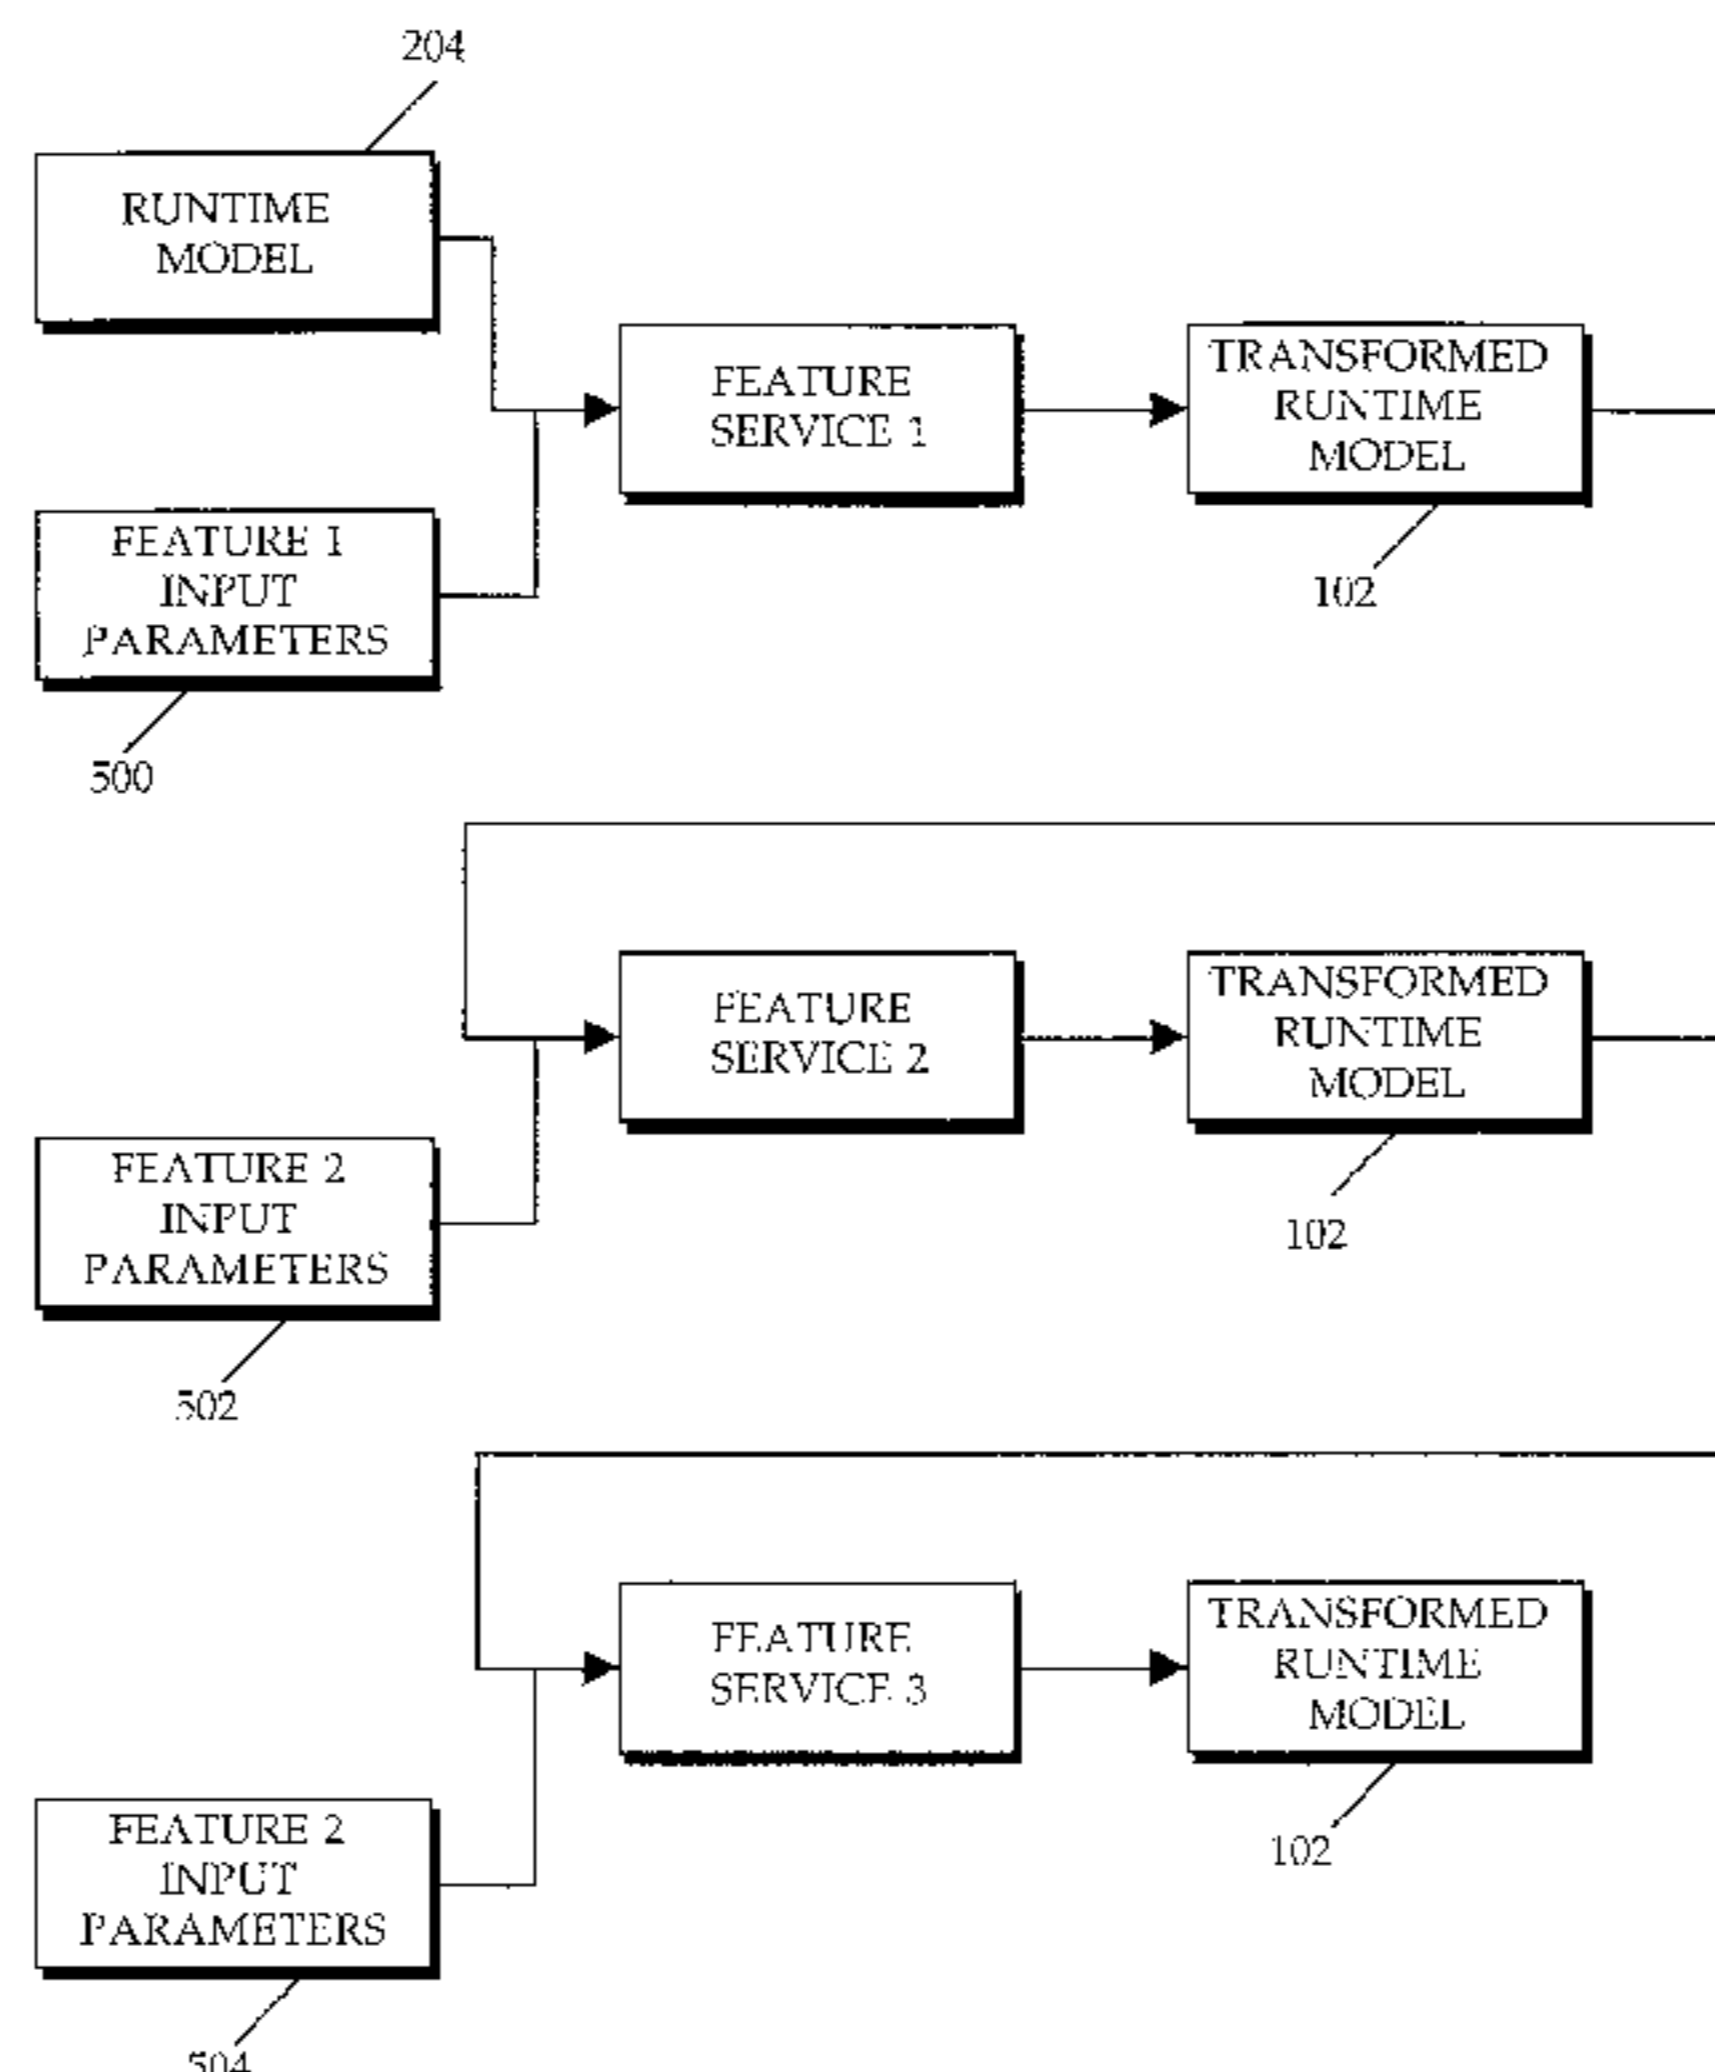 204
RUNTIME
MODEL
FEATURE
SERVICE 1
TRANSFORMED
RUNTIME
MODEL
FEATURE 1
INPUT
PARAMETERS
102
500
FEATURE
SERVICE 2
TRANSFORMED
RUNTIME
MODEL
FEATURE 2
INPUT
PARAMETERS
102
502
FEATURE
SERVICE 3
TRANSFORMED
RUNTIME
MODEL
FEATURE 2
INPUT
PARAMETERS
102
504